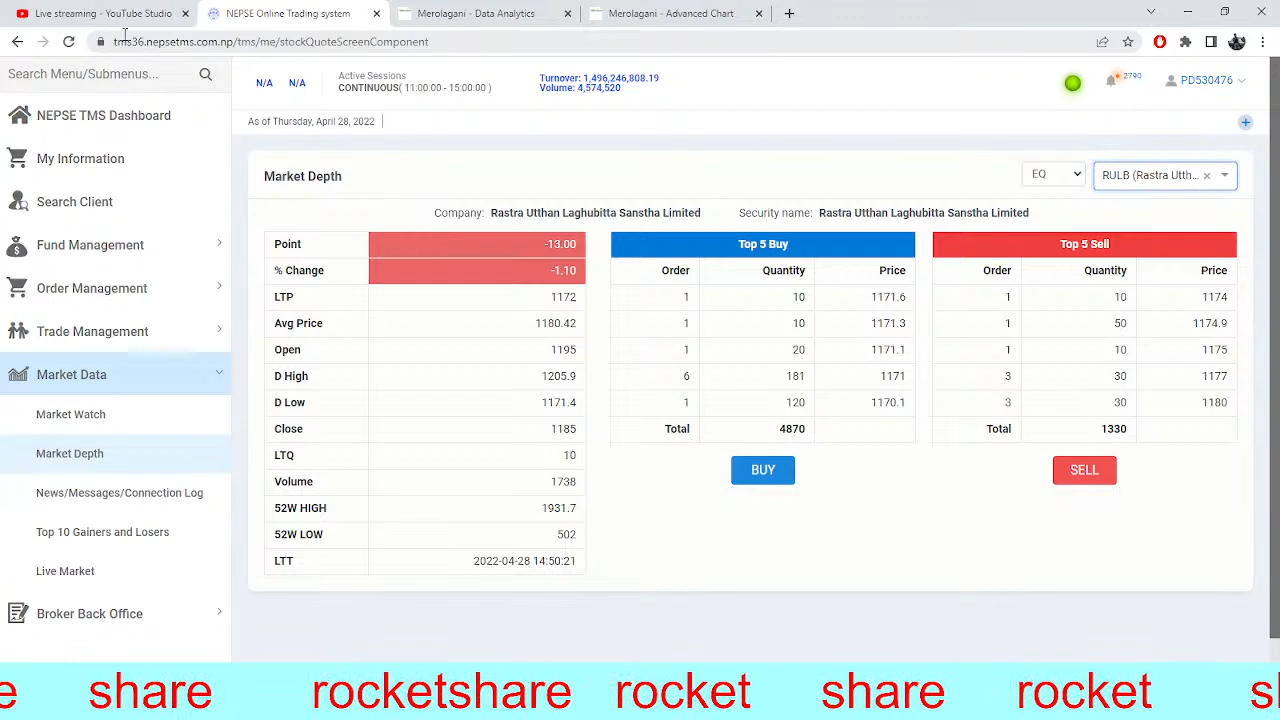 Live streaming - YouTube Studio × NEPSE Online Trading system × Merolagani - Data Analytics × Merolagani - Advanced Chart × +
tms36.nepsetms.com.np/tms/me/stockQuoteScreenComponent
Search Menu/Submenus...
NEPSE TMS Dashboard
My Information
Search Client
Fund Management
Order Management
Trade Management
Market Data
Market Watch
Market Depth
News/Messages/Connection Log
Top 10 Gainers and Losers
Live Market
Broker Back Office
N/A N/A
Active Sessions
CONTINUOUS( 11:00:00 - 15:00:00 )
Turnover: 1,496,246,808.19
Volume: 4,574,520
2790
PD530476
As of Thursday, April 28, 2022
Market Depth
EQ
RULB (Rastra Utth... ×
Company: Rastra Utthan Laghubitta Sanstha Limited Security name: Rastra Utthan Laghubitta Sanstha Limited
Point -13.00
% Change -1.10
LTP 1172
Avg Price 1180.42
Open 1195
D High 1205.9
D Low 1171.4
Close 1185
LTQ 10
Volume 1738
52W HIGH 1931.7
52W LOW 502
LTT 2022-04-28 14:50:21
Top 5 Buy
Order Quantity Price
1 10 1171.6
1 10 1171.3
1 20 1171.1
6 181 1171
1 120 1170.1
Total 4870
BUY
Top 5 Sell
Order Quantity Price
1 10 1174
1 50 1174.9
1 10 1175
3 30 1177
3 30 1180
Total 1330
SELL
e share rocketshare rocket share rocket sl